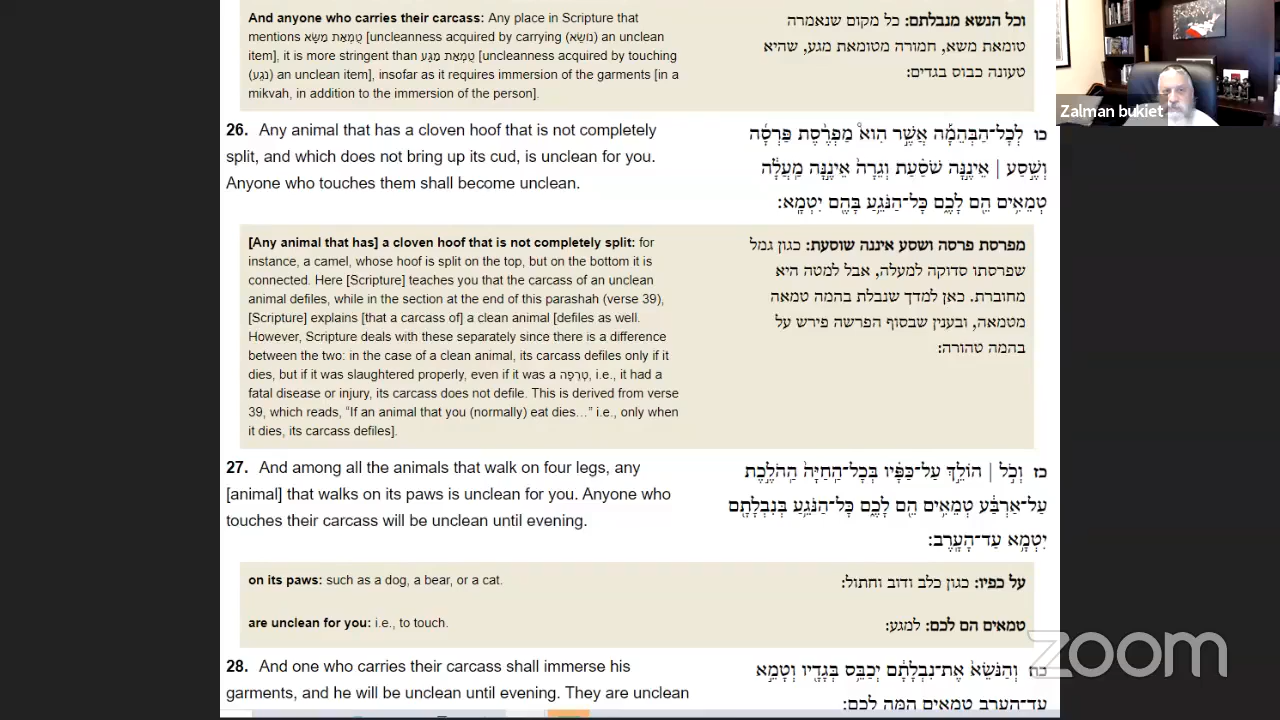 And anyone who carries their carcass: Any place in Scripture that
mentions טֻמְאַת מַשָּׂא [uncleanness acquired by carrying (נוֹשֵׂא) an unclean
item], it is more stringent than טֻמְאַת מַגָּע [uncleanness acquired by touching
(נֹגֵעַ) an unclean item], insofar as it requires immersion of the garments [in a
mikvah, in addition to the immersion of the person].
וכל הנשא מנבלתם: כל מקום שנאמרה
טומאת משא, חמורה מטומאת מגע, שהיא
טעונה כבוס בגדים:
Zalman bukiet
26. Any animal that has a cloven hoof that is not completely
split, and which does not bring up its cud, is unclean for you.
Anyone who touches them shall become unclean.
כו לְכָל־הַבְּהֵמָ֡ה אֲשֶׁ֣ר הִוא֩ מַפְרֶ֨סֶת פַּרְסָ֜ה
וְשֶׁ֣סַע | אֵינֶ֣נָּה שֹׁסַ֗עַת וְגֵרָה֙ אֵינֶ֣נָּה מַֽעֲלָ֔ה
טְמֵאִ֥ים הֵ֖ם לָכֶ֑ם כָּל־הַנֹּגֵ֥עַ בָּהֶ֖ם יִטְמָֽא:
[Any animal that has] a cloven hoof that is not completely split: for
instance, a camel, whose hoof is split on the top, but on the bottom it is
connected. Here [Scripture] teaches you that the carcass of an unclean
animal defiles, while in the section at the end of this parashah (verse 39),
[Scripture] explains [that a carcass of] a clean animal [defiles as well.
However, Scripture deals with these separately since there is a difference
between the two: in the case of a clean animal, its carcass defiles only if it
dies, but if it was slaughtered properly, even if it was a טְרֵפָה, i.e., it had a
fatal disease or injury, its carcass does not defile. This is derived from verse
39, which reads, “If an animal that you (normally) eat dies…” i.e., only when
it dies, its carcass defiles].
מפרסת פרסה ושסע איננה שוסעת: כגון גמל
שפרסתו סדוקה למעלה, אבל למטה היא
מחוברת. כאן למדך שנבלת בהמה טמאה
מטמאה, ובענין שבסוף הפרשה פירש על
בהמה טהורה:
27. And among all the animals that walk on four legs, any
[animal] that walks on its paws is unclean for you. Anyone who
touches their carcass will be unclean until evening.
כז וְכֹ֣ל | הוֹלֵ֣ךְ עַל־כַּפָּ֗יו בְּכָל־הַֽחַיָּה֙ הַֽהֹלֶ֣כֶת
עַל־אַרְבַּ֔ע טְמֵאִ֥ים הֵ֖ם לָכֶ֑ם כָּל־הַנֹּגֵ֥עַ בְּנִבְלָתָ֖ם
יִטְמָ֥א עַד־הָעָֽרֶב:
on its paws: such as a dog, a bear, or a cat.
are unclean for you: i.e., to touch.
על כפיו: כגון כלב ודוב וחתול:
טמאים הם לכם: למגע:
28. And one who carries their carcass shall immerse his
garments, and he will be unclean until evening. They are unclean
כח וְהַנֹּשֵׂא֙ אֶת־נִבְלָתָ֔ם יְכַבֵּ֥ס בְּגָדָ֖יו וְטָמֵ֣א
עַד־הָעָ֑רֶב טְמֵאִ֥ים הֵ֖מָּה לָכֶֽם:
zoom